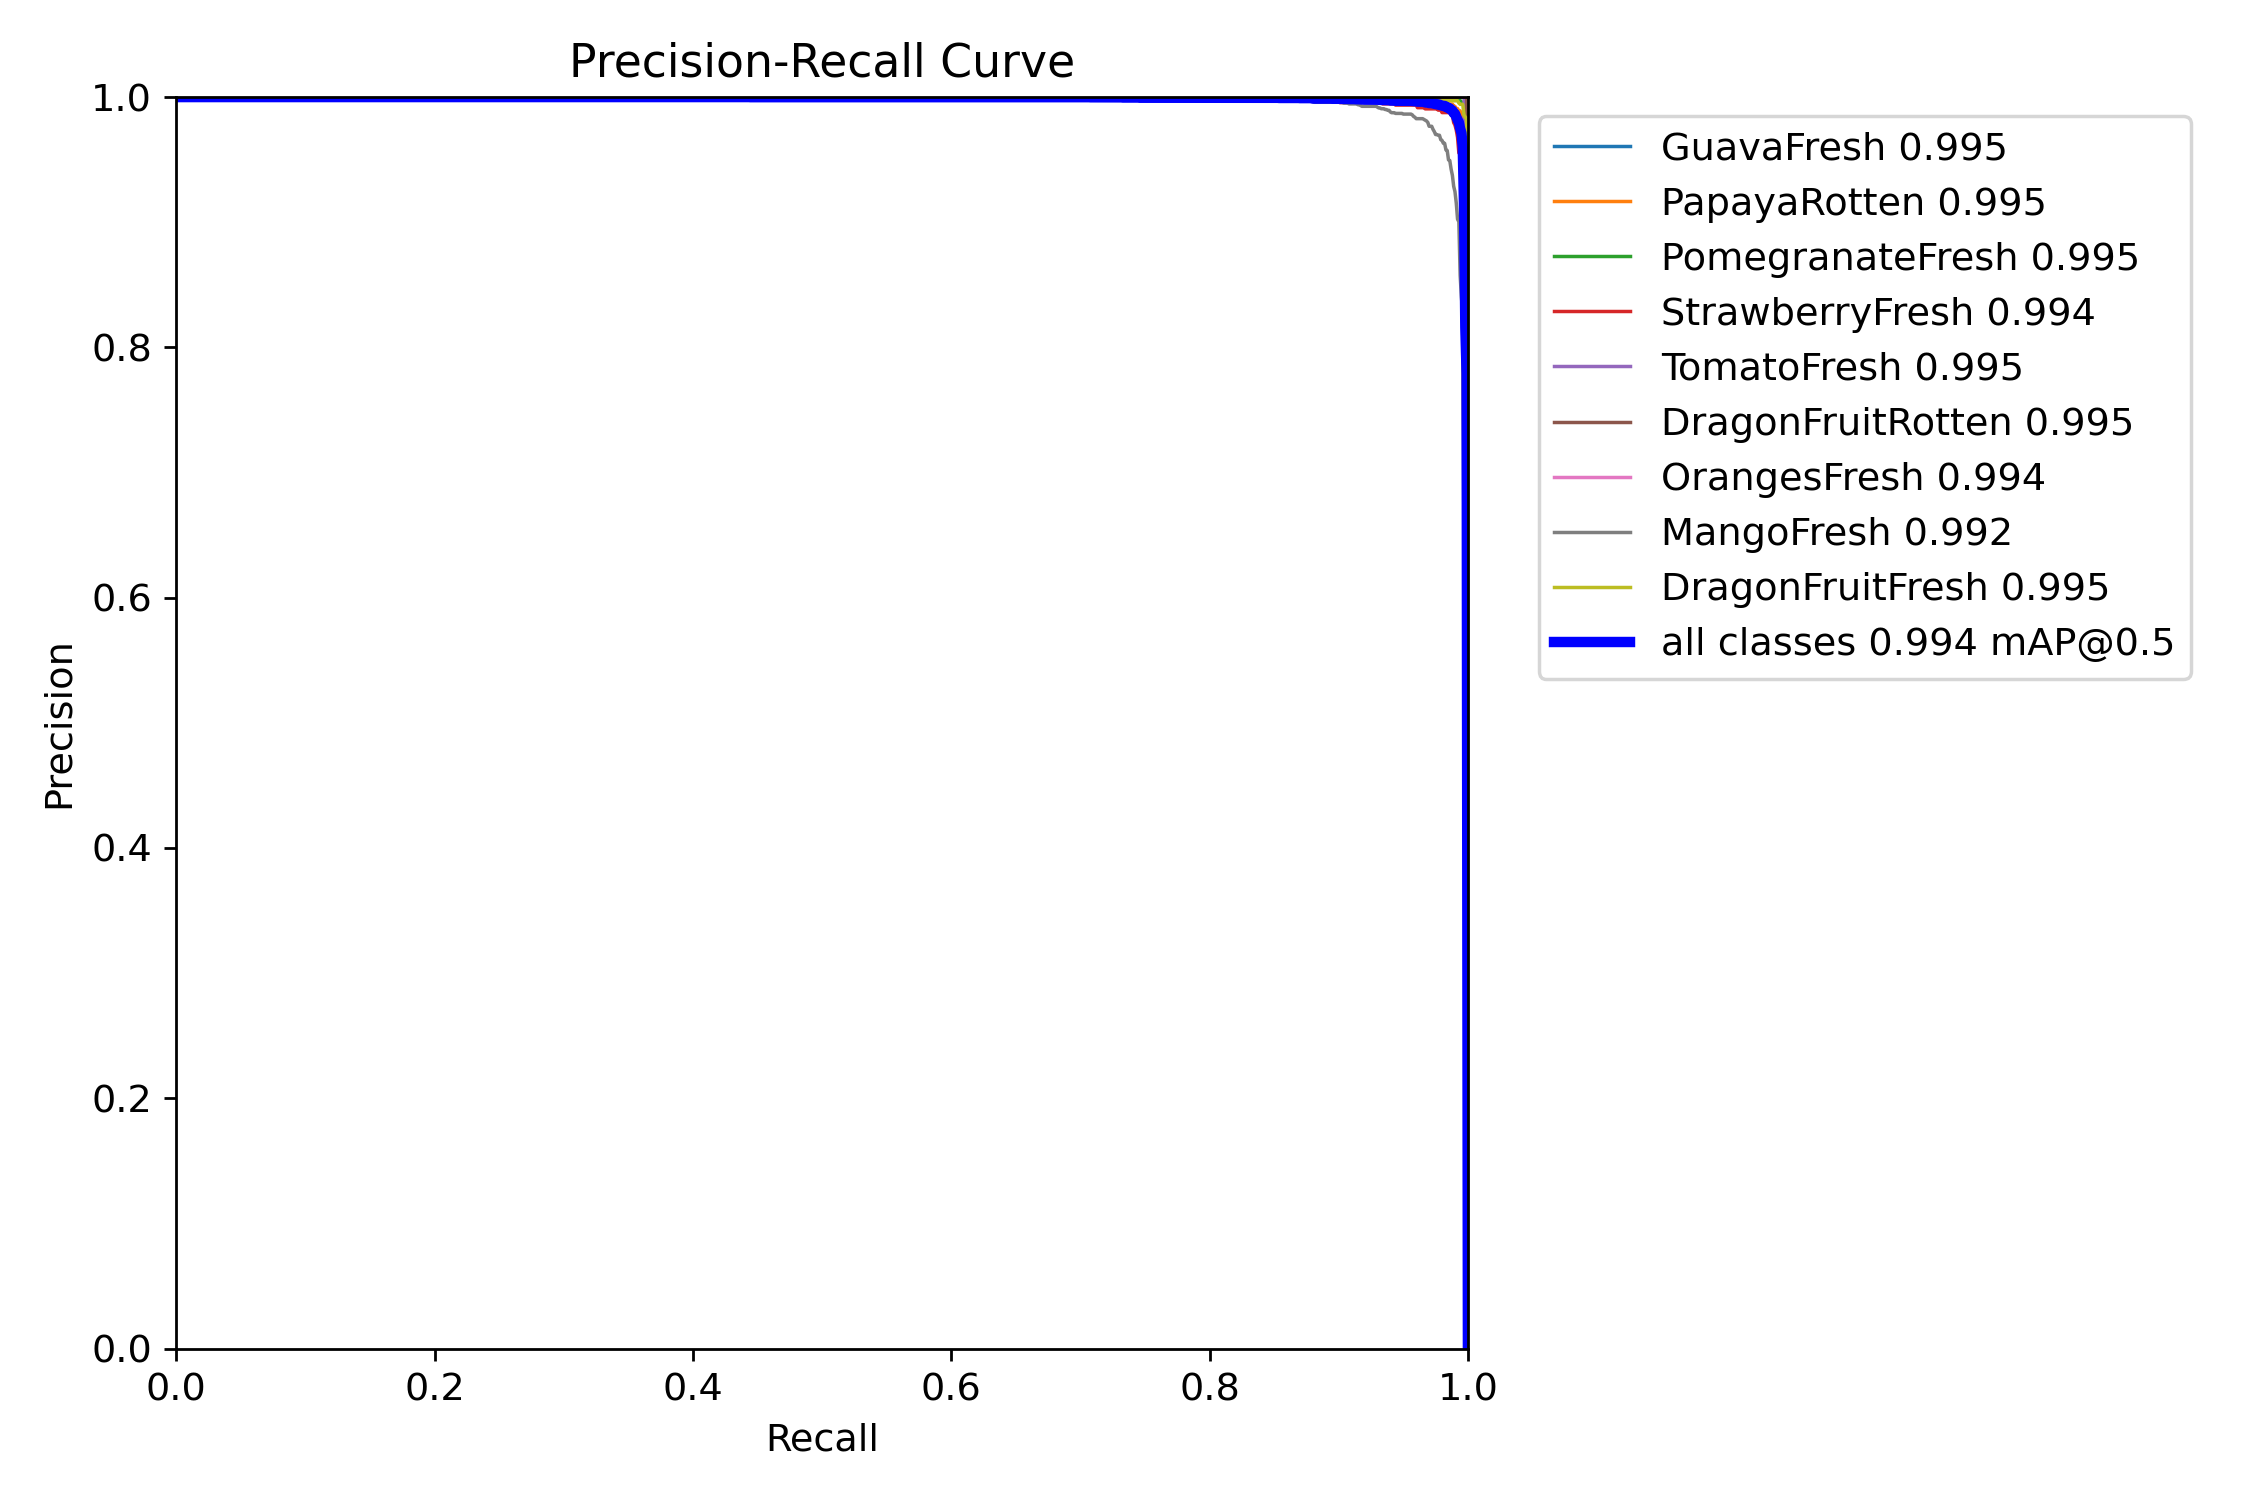 Precision-Recall Curve
1.0
0.8
0.6
0.4
0.2
0.0
Precision
0.0 0.2 0.4 0.6 0.8 1.0
Recall
GuavaFresh 0.995
PapayaRotten 0.995
PomegranateFresh 0.995
StrawberryFresh 0.994
TomatoFresh 0.995
DragonFruitRotten 0.995
OrangesFresh 0.994
MangoFresh 0.992
DragonFruitFresh 0.995
all classes 0.994 mAP@0.5